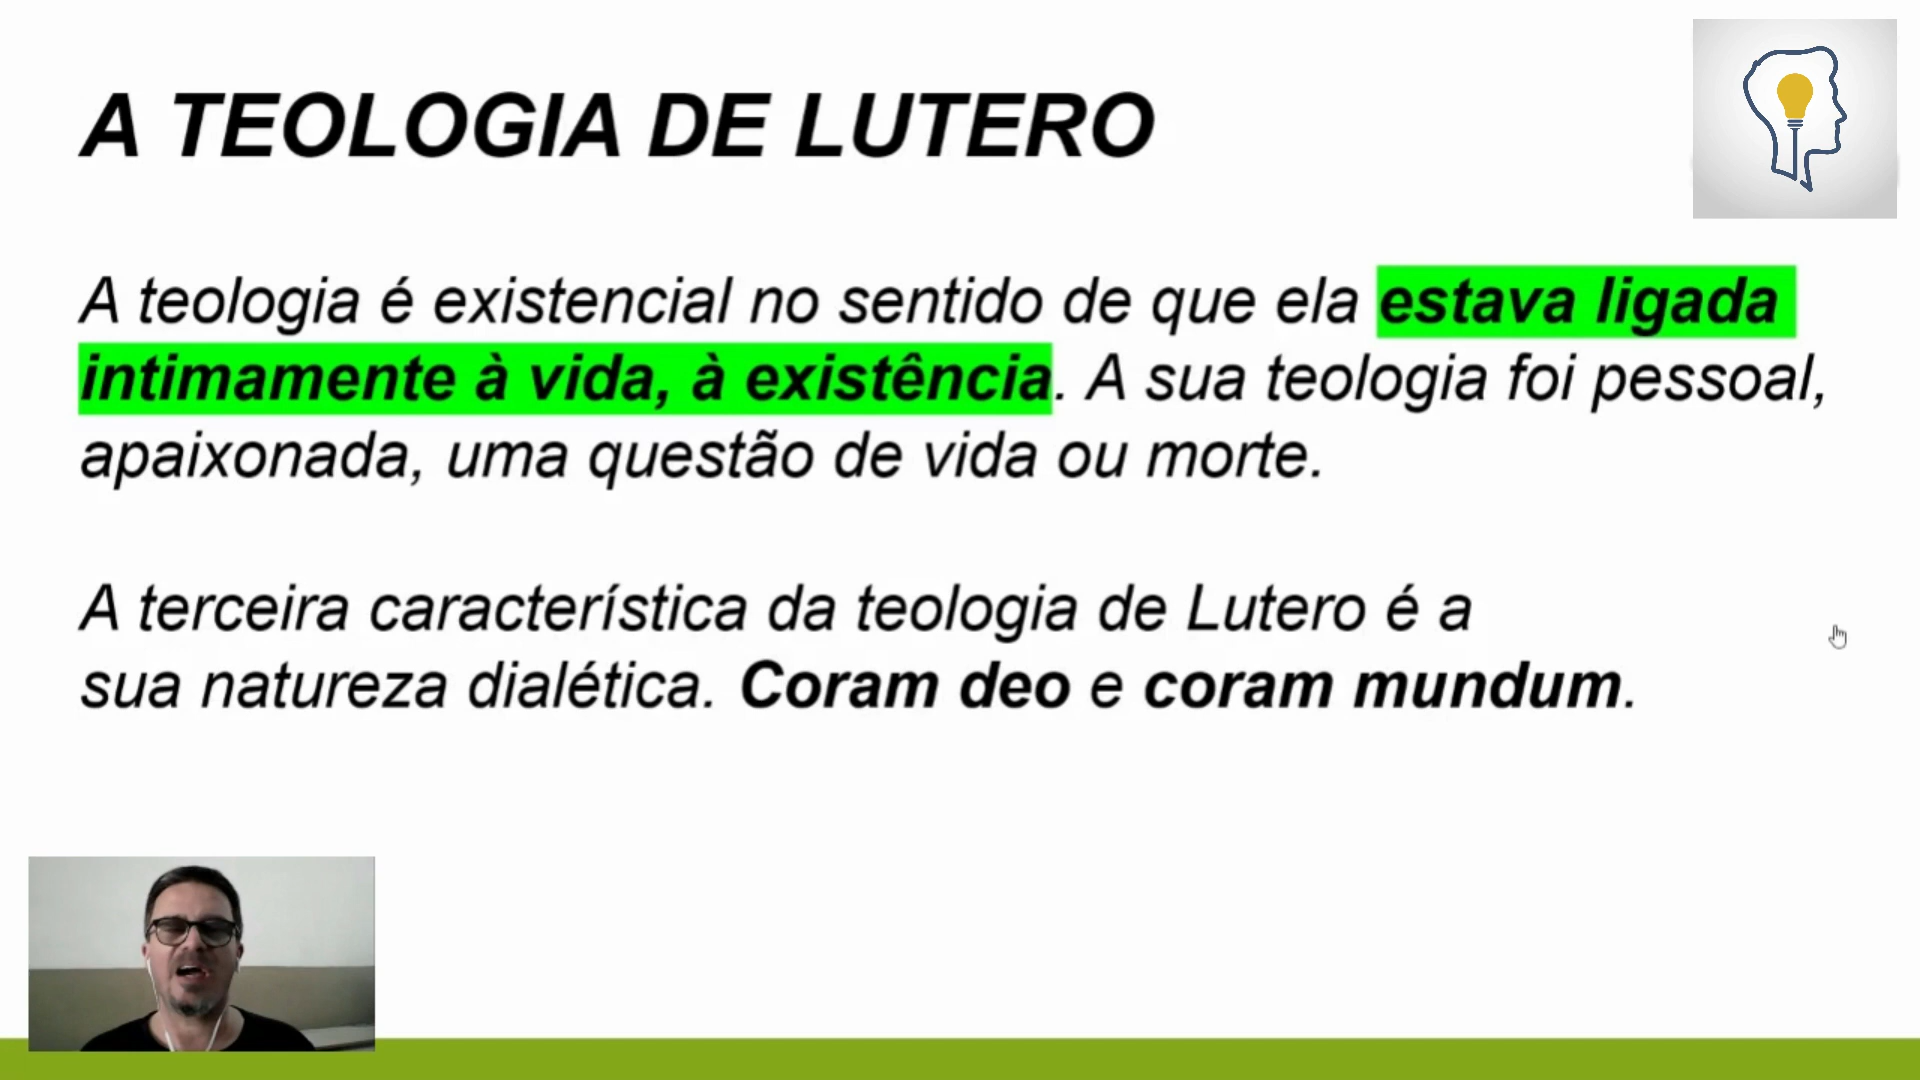 A TEOLOGIA DE LUTERO
A teologia é existencial no sentido de que ela estava ligada
intimamente à vida, à existência. A sua teologia foi pessoal,
apaixonada, uma questão de vida ou morte.
A terceira característica da teologia de Lutero é a
sua natureza dialética. Coram deo e coram mundum.